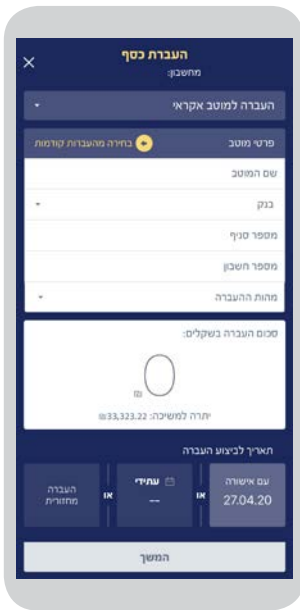 העברת כסף
מחשבון:
העברה למוטב אקראי
פרטי מוטב
בחירה מהעברות קודמות
שם המוטב
בנק
מספר סניף
מספר חשבון
מהות ההעברה
סכום העברה בשקלים:
0 ₪
יתרה למשיכה: 33,323.22₪
תאריך לביצוע העברה
עם אישורה
27.04.20
או
עתידי
--
או
העברה
מחזורית
המשך